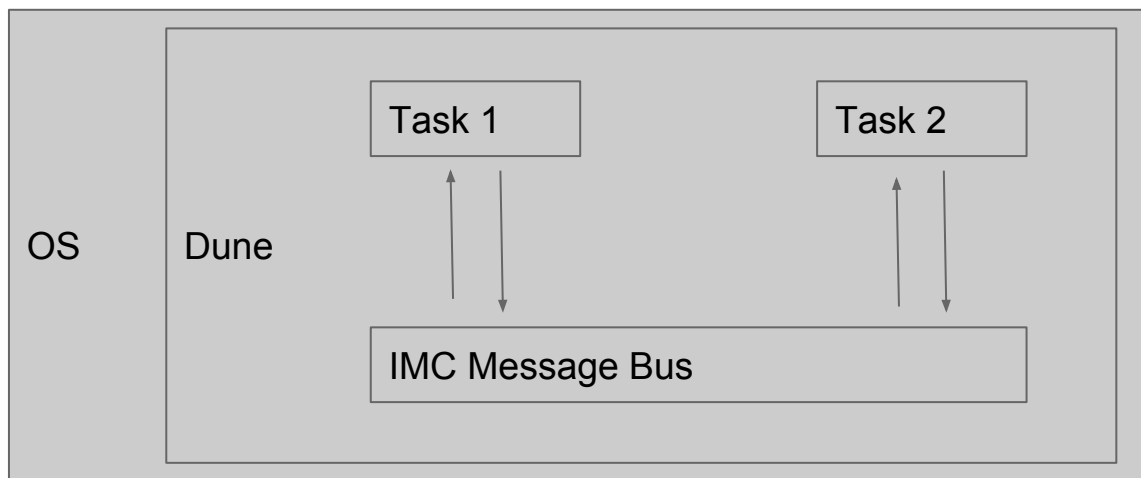 Task 1
Task 2
OS
Dune
IMC Message Bus